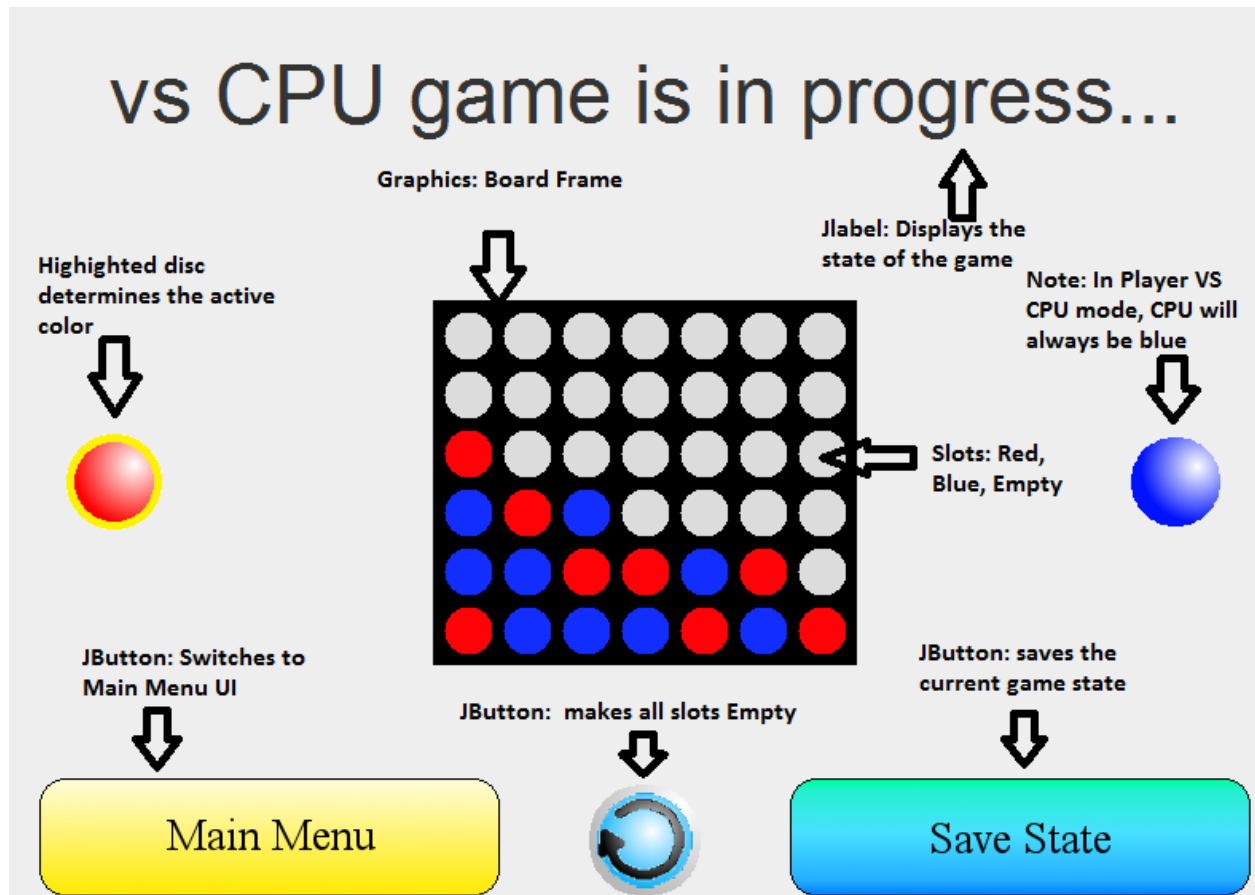 vs CPU game is in progress...
Graphics: Board Frame
Jlabel: Displays the
state of the game
Highighted disc
determines the active
color
Note: In Player VS
CPU mode, CPU will
always be blue
Slots: Red,
Blue, Empty
JButton: Switches to
Main Menu UI
JButton:  makes all slots Empty
JButton: saves the
current game state
Main Menu
Save State